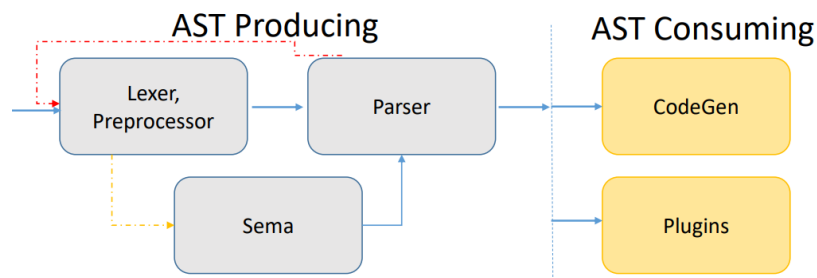 AST Producing
AST Consuming
Lexer,
Preprocessor
Parser
CodeGen
Sema
Plugins